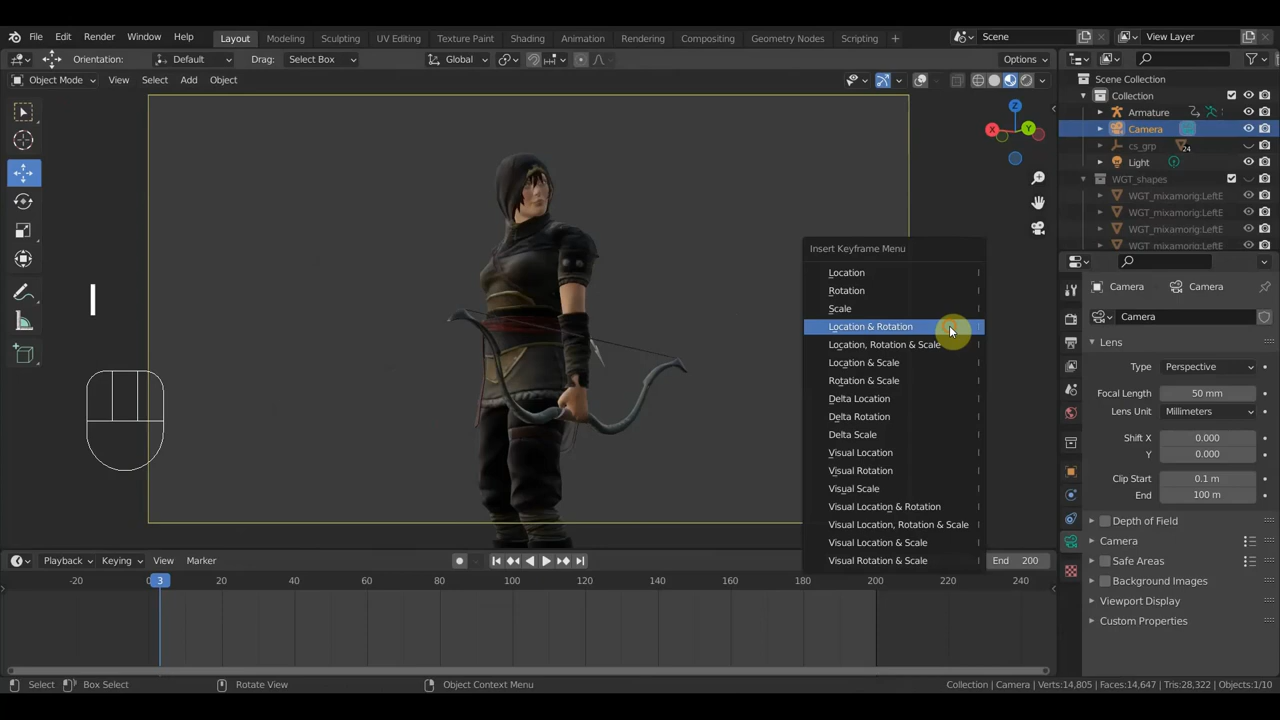 File Edit Render Window Help Layout Modeling Sculpting UV Editing Texture Paint Shading Animation Rendering Compositing Geometry Nodes Scripting + Scene View Layer
Orientation: Default Drag: Select Box Global Options
Object Mode View Select Add Object
Scene Collection
Collection
Armature
Camera
cs_grp 24
Light
WGT_shapes
WGT_mixamorig:LeftE
WGT_mixamorig:LeftE
WGT_mixamorig:LeftE
WGT_mixamorig:LeftE
X Y Z
I
Insert Keyframe Menu
Location I
Rotation I
Scale I
Location & Rotation I
Location, Rotation & Scale I
Location & Scale I
Rotation & Scale I
Delta Location I
Delta Rotation I
Delta Scale I
Visual Location I
Visual Rotation I
Visual Scale I
Visual Location & Rotation I
Visual Location, Rotation & Scale I
Visual Location & Scale I
Visual Rotation & Scale I
Camera Camera
Camera
Lens
Type Perspective
Focal Length 50 mm
Lens Unit Millimeters
Shift X 0.000
Y 0.000
Clip Start 0.1 m
End 100 m
Depth of Field
Camera
Safe Areas
Background Images
Viewport Display
Custom Properties
Playback Keying View Marker End 200
-20 0 3 20 40 60 80 100 120 140 160 180 200 220 240
Select Box Select Rotate View Object Context Menu Collection | Camera | Verts:14,805 | Faces:14,647 | Tris:28,322 | Objects:1/10